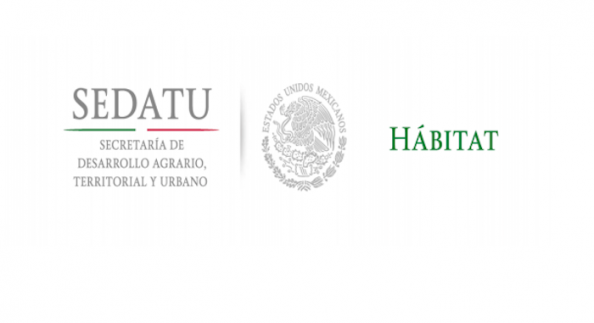 SEDATU
SECRETARÍA DE
DESARROLLO AGRARIO,
TERRITORIAL Y URBANO
ESTADOS UNIDOS MEXICANOS
HÁBITAT